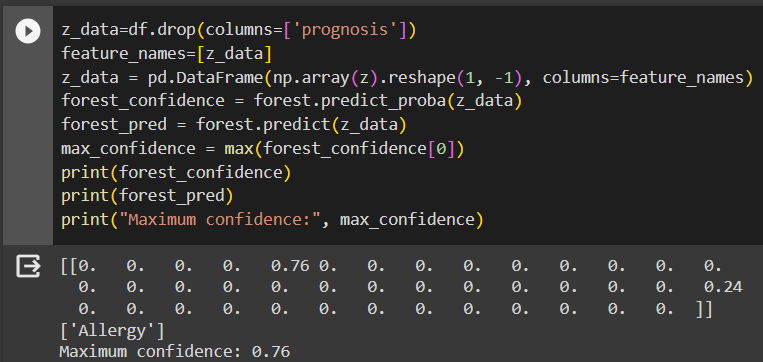 z_data=df.drop(columns=['prognosis'])
feature_names=[z_data]
z_data = pd.DataFrame(np.array(z).reshape(1, -1), columns=feature_names)
forest_confidence = forest.predict_proba(z_data)
forest_pred = forest.predict(z_data)
max_confidence = max(forest_confidence[0])
print(forest_confidence)
print(forest_pred)
print("Maximum confidence:", max_confidence)
[[0. 0. 0. 0. 0.76 0. 0. 0. 0. 0. 0. 0. 0. 0.
0. 0. 0. 0. 0. 0. 0. 0. 0. 0. 0. 0. 0. 0.24
0. 0. 0. 0. 0. 0. 0. 0. 0. 0. 0. 0. 0. ]]
['Allergy']
Maximum confidence: 0.76